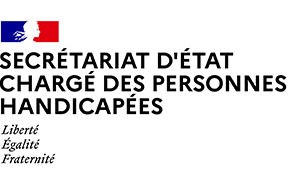 SECRÉTARIAT D'ÉTAT
CHARGÉ DES PERSONNES
HANDICAPÉES
Liberté
Égalité
Fraternité